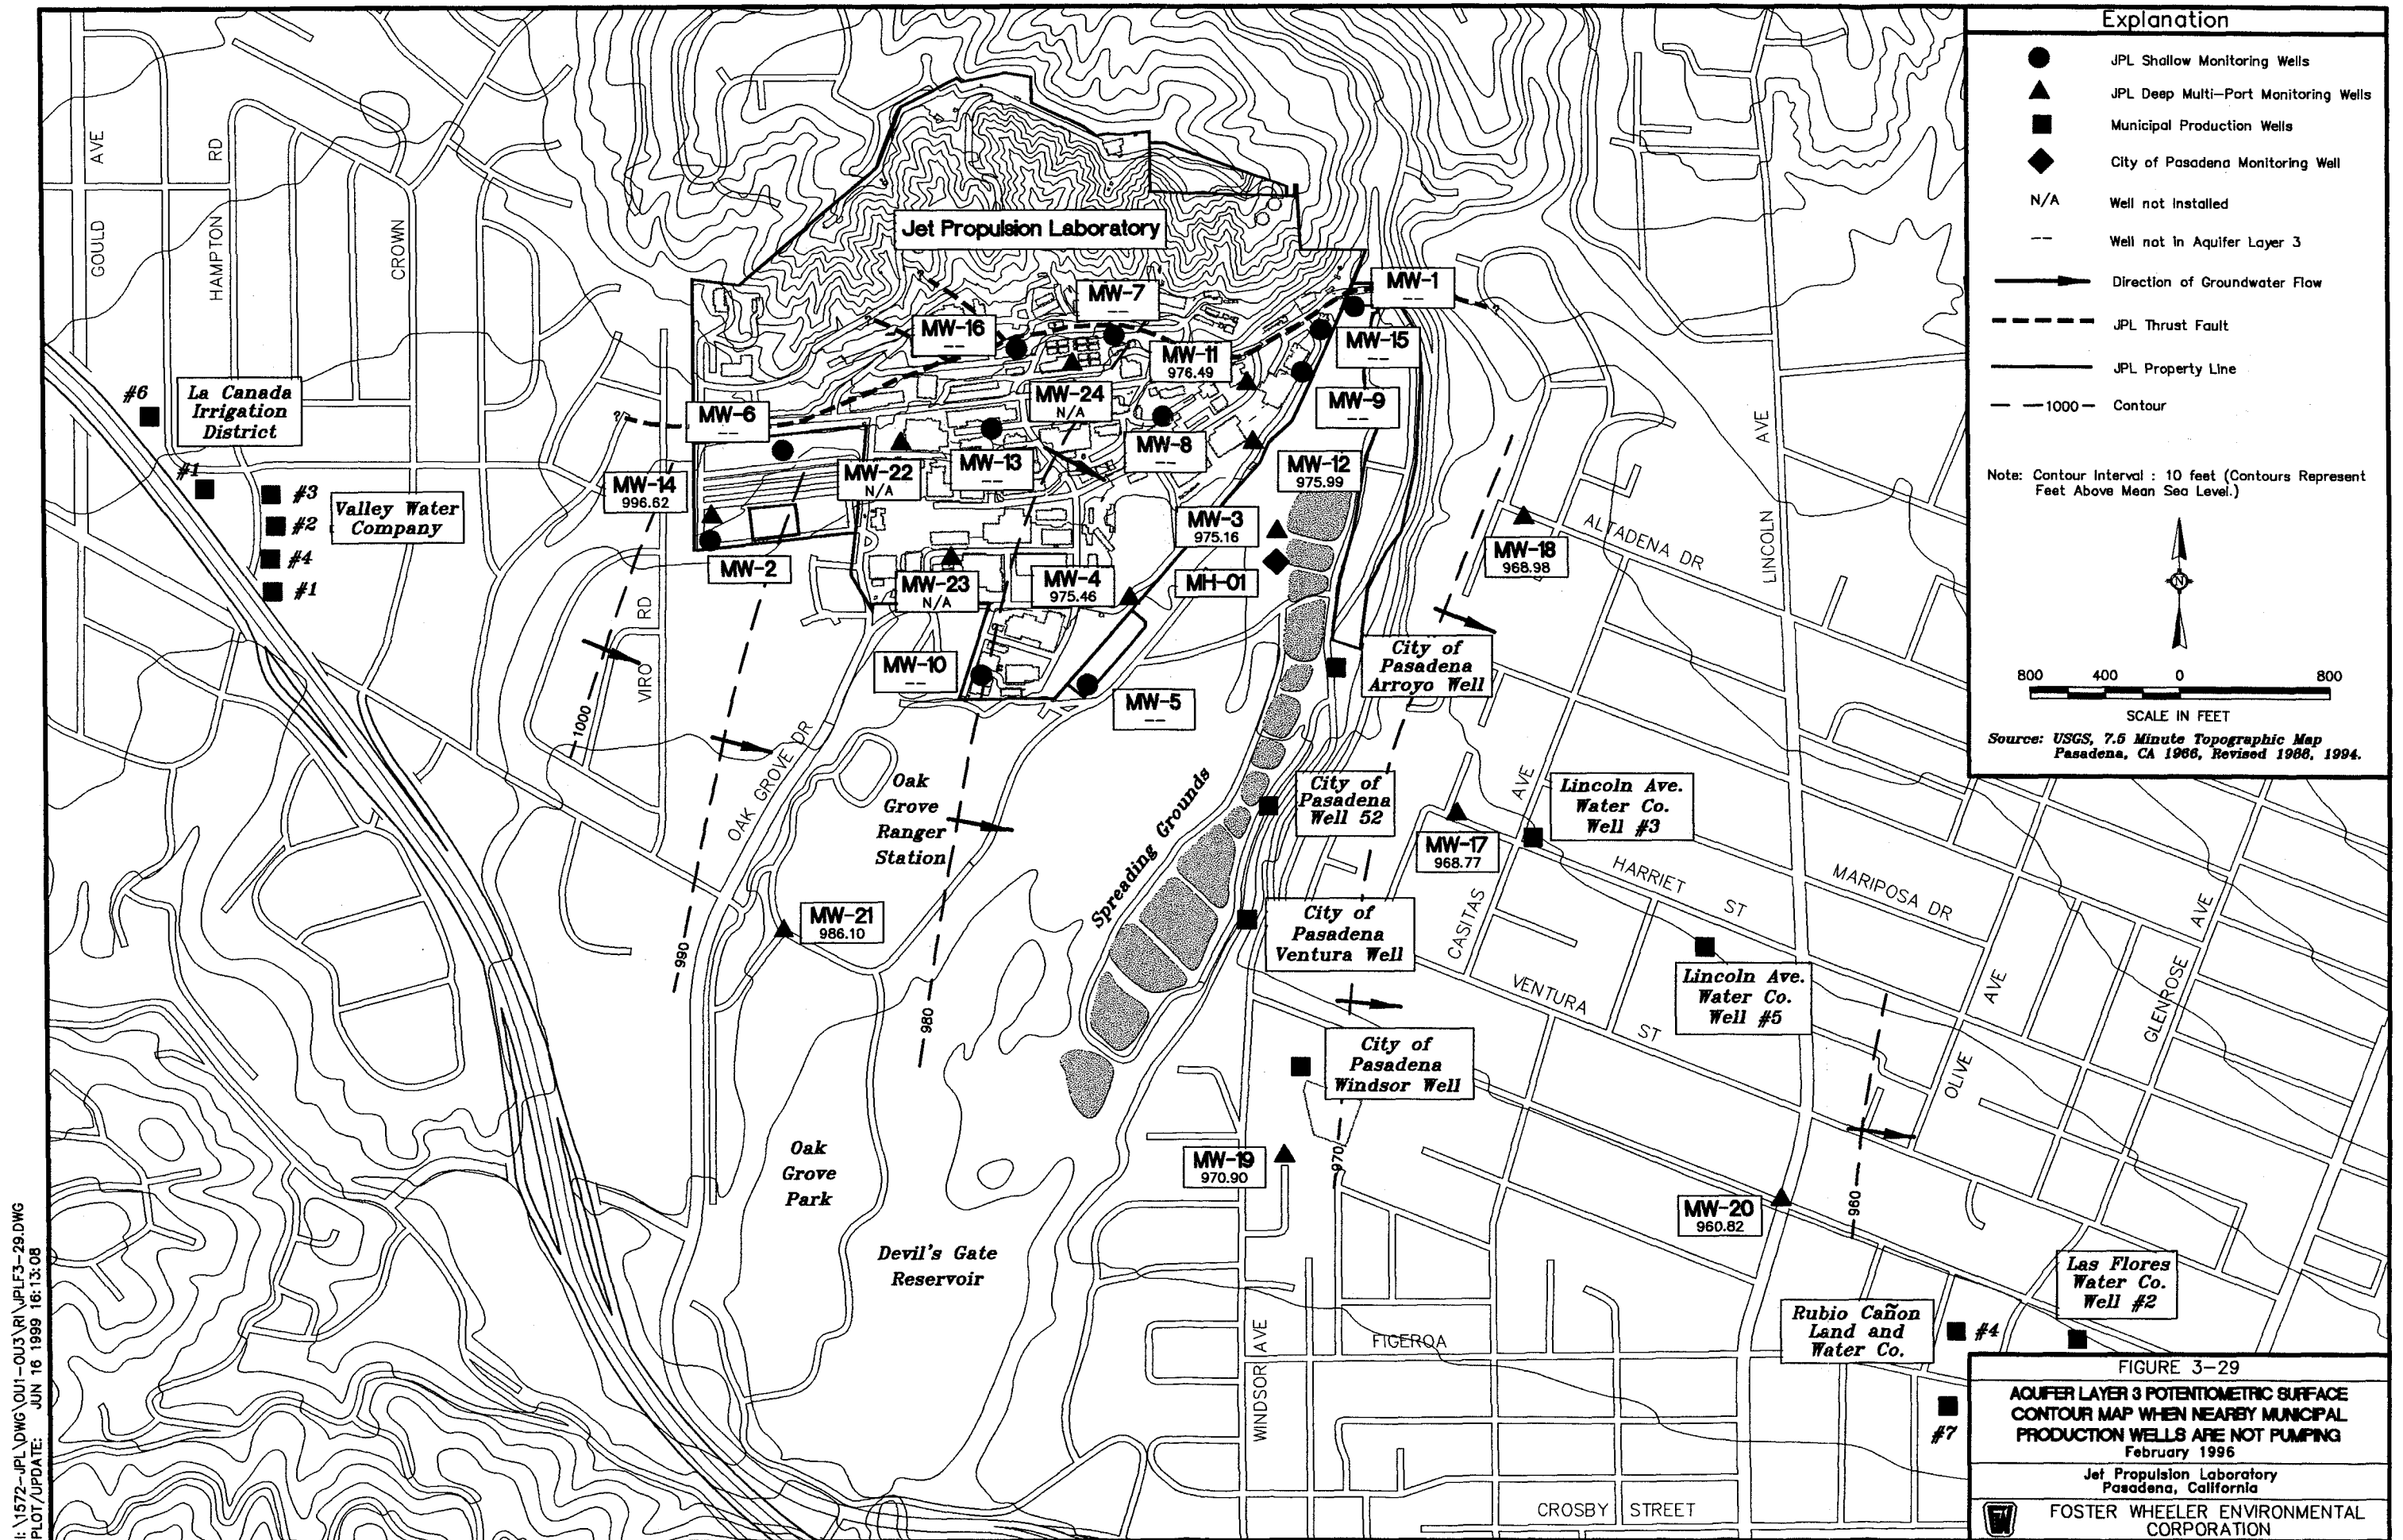 Explanation
JPL Shallow Monitoring Wells
JPL Deep Multi-Port Monitoring Wells
Municipal Production Wells
City of Pasadena Monitoring Well
N/A Well not Installed
-- Well not in Aquifer Layer 3
Direction of Groundwater Flow
JPL Thrust Fault
JPL Property Line
1000 Contour
Note: Contour Interval : 10 feet (Contours Represent
Feet Above Mean Sea Level.)
N
800 400 0 800
SCALE IN FEET
Source: USGS, 7.5 Minute Topographic Map
Pasadena, CA 1966, Revised 1988, 1994.
GOULD AVE
HAMPTON RD
CROWN
Jet Propulsion Laboratory
MW-1
--
MW-7
--
MW-16
--
MW-15
--
MW-11
976.49
MW-24
N/A
MW-9
--
MW-6
--
MW-8
--
MW-13
--
MW-22
N/A
MW-12
975.99
MW-14
996.62
MW-3
975.16
MW-18
968.98
MW-2
MW-23
N/A
MW-4
975.46
MH-01
MW-10
--
MW-5
--
#6
La Canada
Irrigation
District
#1
#3
#2
#4
#1
Valley Water
Company
VIRO RD
1000
OAK GROVE DR
990
980
970
960
Oak
Grove
Ranger
Station
MW-21
986.10
Spreading Grounds
City of
Pasadena
Arroyo Well
City of
Pasadena
Well 52
MW-17
968.77
Lincoln Ave.
Water Co.
Well #3
City of
Pasadena
Ventura Well
Lincoln Ave.
Water Co.
Well #5
City of
Pasadena
Windsor Well
MW-19
970.90
MW-20
960.82
Oak
Grove
Park
Devil's Gate
Reservoir
LINCOLN AVE
ALTADENA DR
CASITAS AVE
HARRIET ST
MARIPOSA DR
VENTURA ST
OLIVE AVE
GLENROSE AVE
WINDSOR AVE
FIGEROA
CROSBY STREET
Las Flores
Water Co.
Well #2
Rubio Cañon
Land and
Water Co.
#4
#7
FIGURE 3-29
AQUIFER LAYER 3 POTENTIOMETRIC SURFACE
CONTOUR MAP WHEN NEARBY MUNICIPAL
PRODUCTION WELLS ARE NOT PUMPING
February 1996
Jet Propulsion Laboratory
Pasadena, California
FOSTER WHEELER ENVIRONMENTAL
CORPORATION
I:\1572-JPL\DWG\OU1-OU3\RI\JPLF3-29.DWG
PLOT/UPDATE: JUN 16 1999 16:13:08